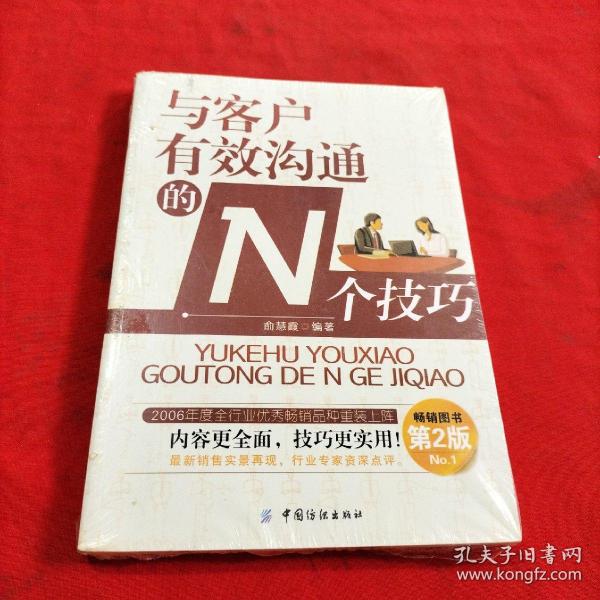 与客户
有效沟通
的N
个技巧
俞慧霞◎编著
YUKEHU YOUXIAO
GOUTONG DE N GE JIQIAO
2006年度全行业优秀畅销品种重装上阵
内容更全面，技巧更实用！
最新销售实景再现，行业专家资深点评。
畅销图书
第2版
No.1
中国纺织出版社
孔夫子旧书网
www.kongfz.com